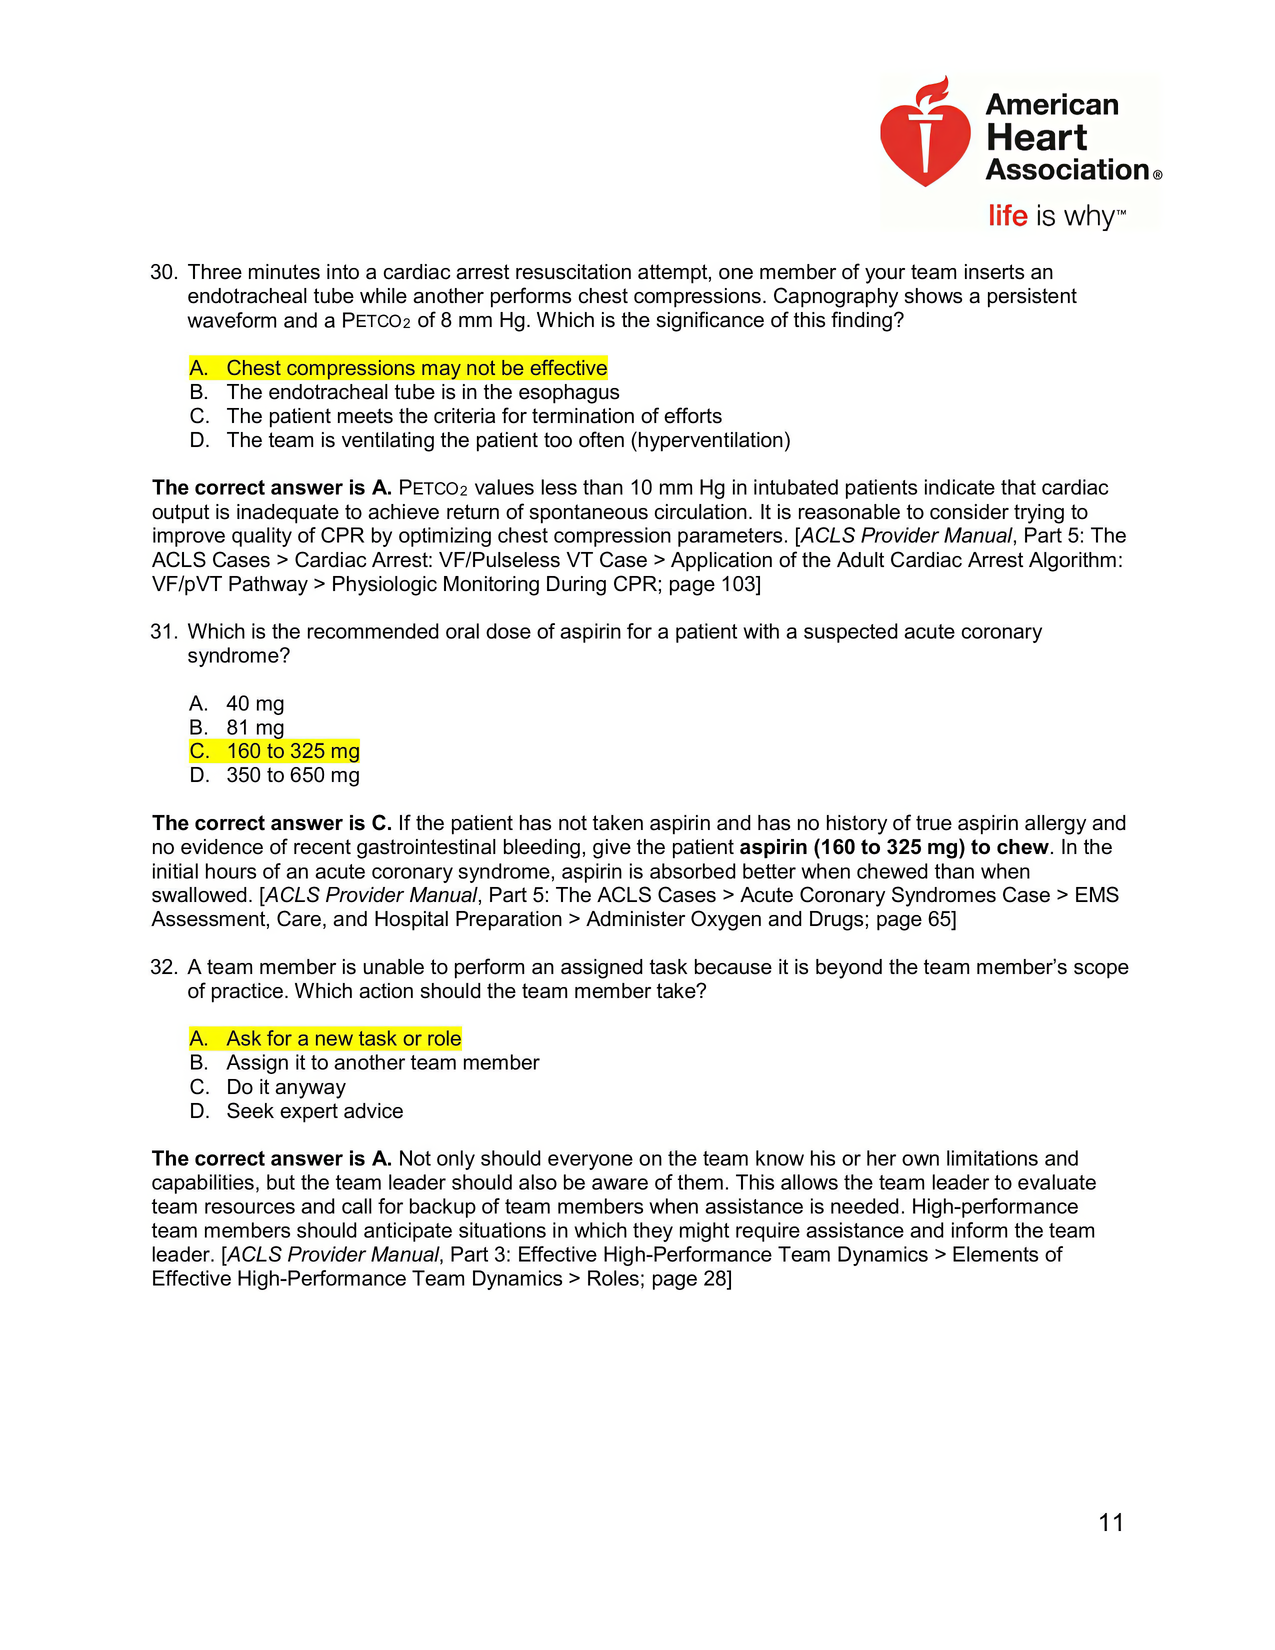 American
Heart
Association®
life is why™
30. Three minutes into a cardiac arrest resuscitation attempt, one member of your team inserts an
endotracheal tube while another performs chest compressions. Capnography shows a persistent
waveform and a PETCO2 of 8 mm Hg. Which is the significance of this finding?
A. Chest compressions may not be effective
B. The endotracheal tube is in the esophagus
C. The patient meets the criteria for termination of efforts
D. The team is ventilating the patient too often (hyperventilation)
The correct answer is A. PETCO2 values less than 10 mm Hg in intubated patients indicate that cardiac
output is inadequate to achieve return of spontaneous circulation. It is reasonable to consider trying to
improve quality of CPR by optimizing chest compression parameters. [ACLS Provider Manual, Part 5: The
ACLS Cases > Cardiac Arrest: VF/Pulseless VT Case > Application of the Adult Cardiac Arrest Algorithm:
VF/pVT Pathway > Physiologic Monitoring During CPR; page 103]
31. Which is the recommended oral dose of aspirin for a patient with a suspected acute coronary
syndrome?
A. 40 mg
B. 81 mg
C. 160 to 325 mg
D. 350 to 650 mg
The correct answer is C. If the patient has not taken aspirin and has no history of true aspirin allergy and
no evidence of recent gastrointestinal bleeding, give the patient aspirin (160 to 325 mg) to chew. In the
initial hours of an acute coronary syndrome, aspirin is absorbed better when chewed than when
swallowed. [ACLS Provider Manual, Part 5: The ACLS Cases > Acute Coronary Syndromes Case > EMS
Assessment, Care, and Hospital Preparation > Administer Oxygen and Drugs; page 65]
32. A team member is unable to perform an assigned task because it is beyond the team member’s scope
of practice. Which action should the team member take?
A. Ask for a new task or role
B. Assign it to another team member
C. Do it anyway
D. Seek expert advice
The correct answer is A. Not only should everyone on the team know his or her own limitations and
capabilities, but the team leader should also be aware of them. This allows the team leader to evaluate
team resources and call for backup of team members when assistance is needed. High-performance
team members should anticipate situations in which they might require assistance and inform the team
leader. [ACLS Provider Manual, Part 3: Effective High-Performance Team Dynamics > Elements of
Effective High-Performance Team Dynamics > Roles; page 28]
11